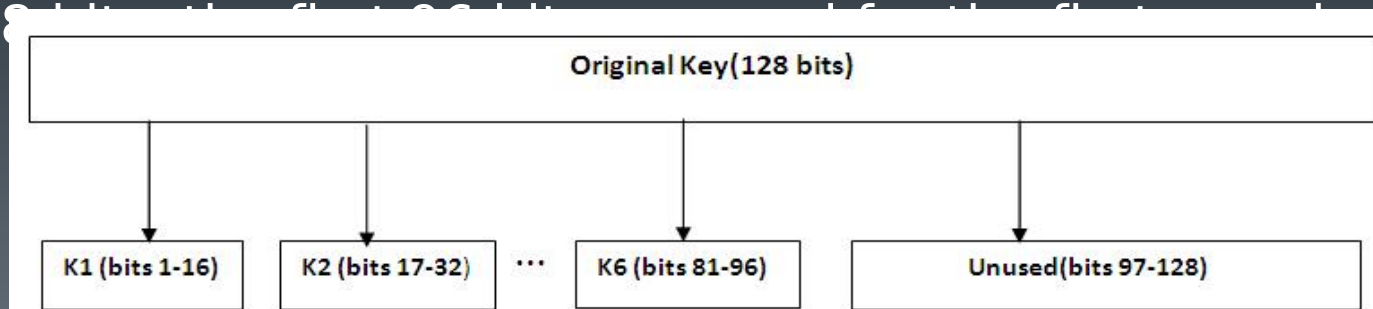 Original Key(128 bits)
K1 (bits 1-16) K2 (bits 17-32) ... K6 (bits 81-96) Unused(bits 97-128)